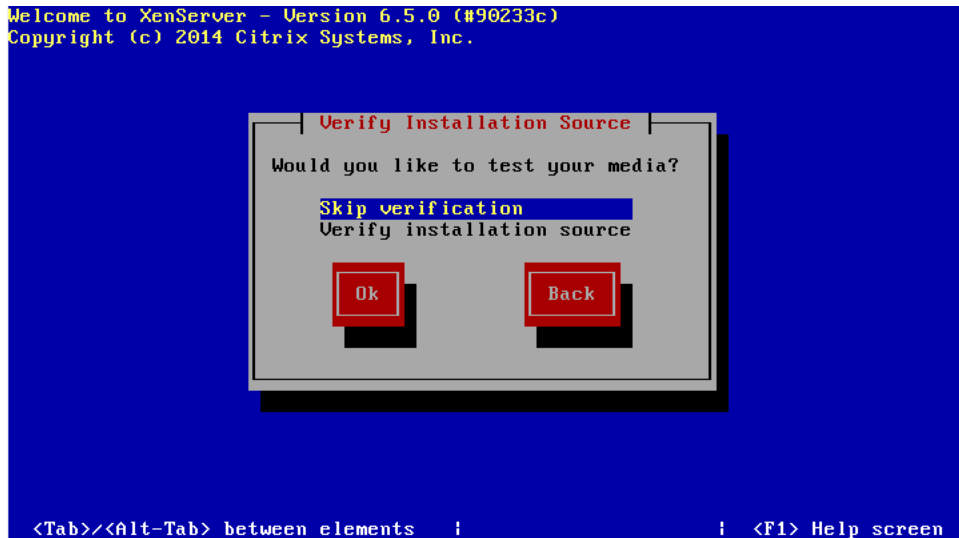 Welcome to XenServer - Version 6.5.0 (#90233c)
Copyright (c) 2014 Citrix Systems, Inc.
Verify Installation Source
Would you like to test your media?
Skip verification
Verify installation source
Ok Back
<Tab>/<Alt-Tab> between elements | | <F1> Help screen